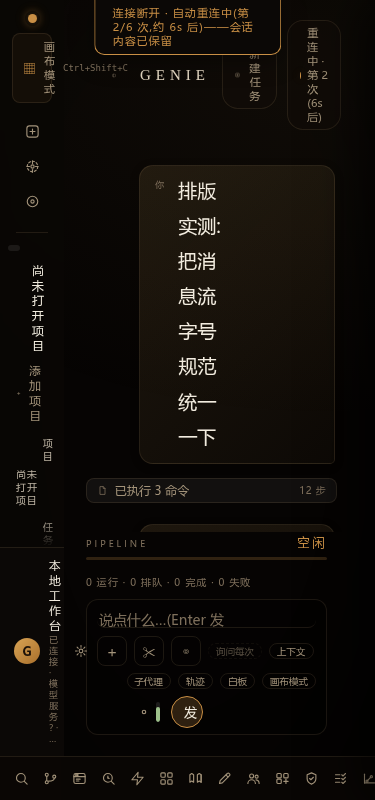 连接断开 · 自动重连中(第
2/6 次,约 6s 后)——会话
内容已保留
画
布
模
式
Ctrl+Shift+C
GENIE
新
建
任
务
重
连
中 ·
第 2
次
(6s
后)
尚
未
打
开
项
目
添
加
项
目
项
目
尚未
打开
项目
任
务
你
排版
实测:
把消
息流
字号
规范
统一
一下
已执行 3 命令
12 步
PIPELINE
空闲
0 运行 · 0 排队 · 0 完成 · 0 失败
说点什么...(Enter 发
询问每次
上下文
子代理
轨迹
白板
画布模式
发
G
本
地
工
作
台
已
连
接
·
模
型
服
务
? ·
...